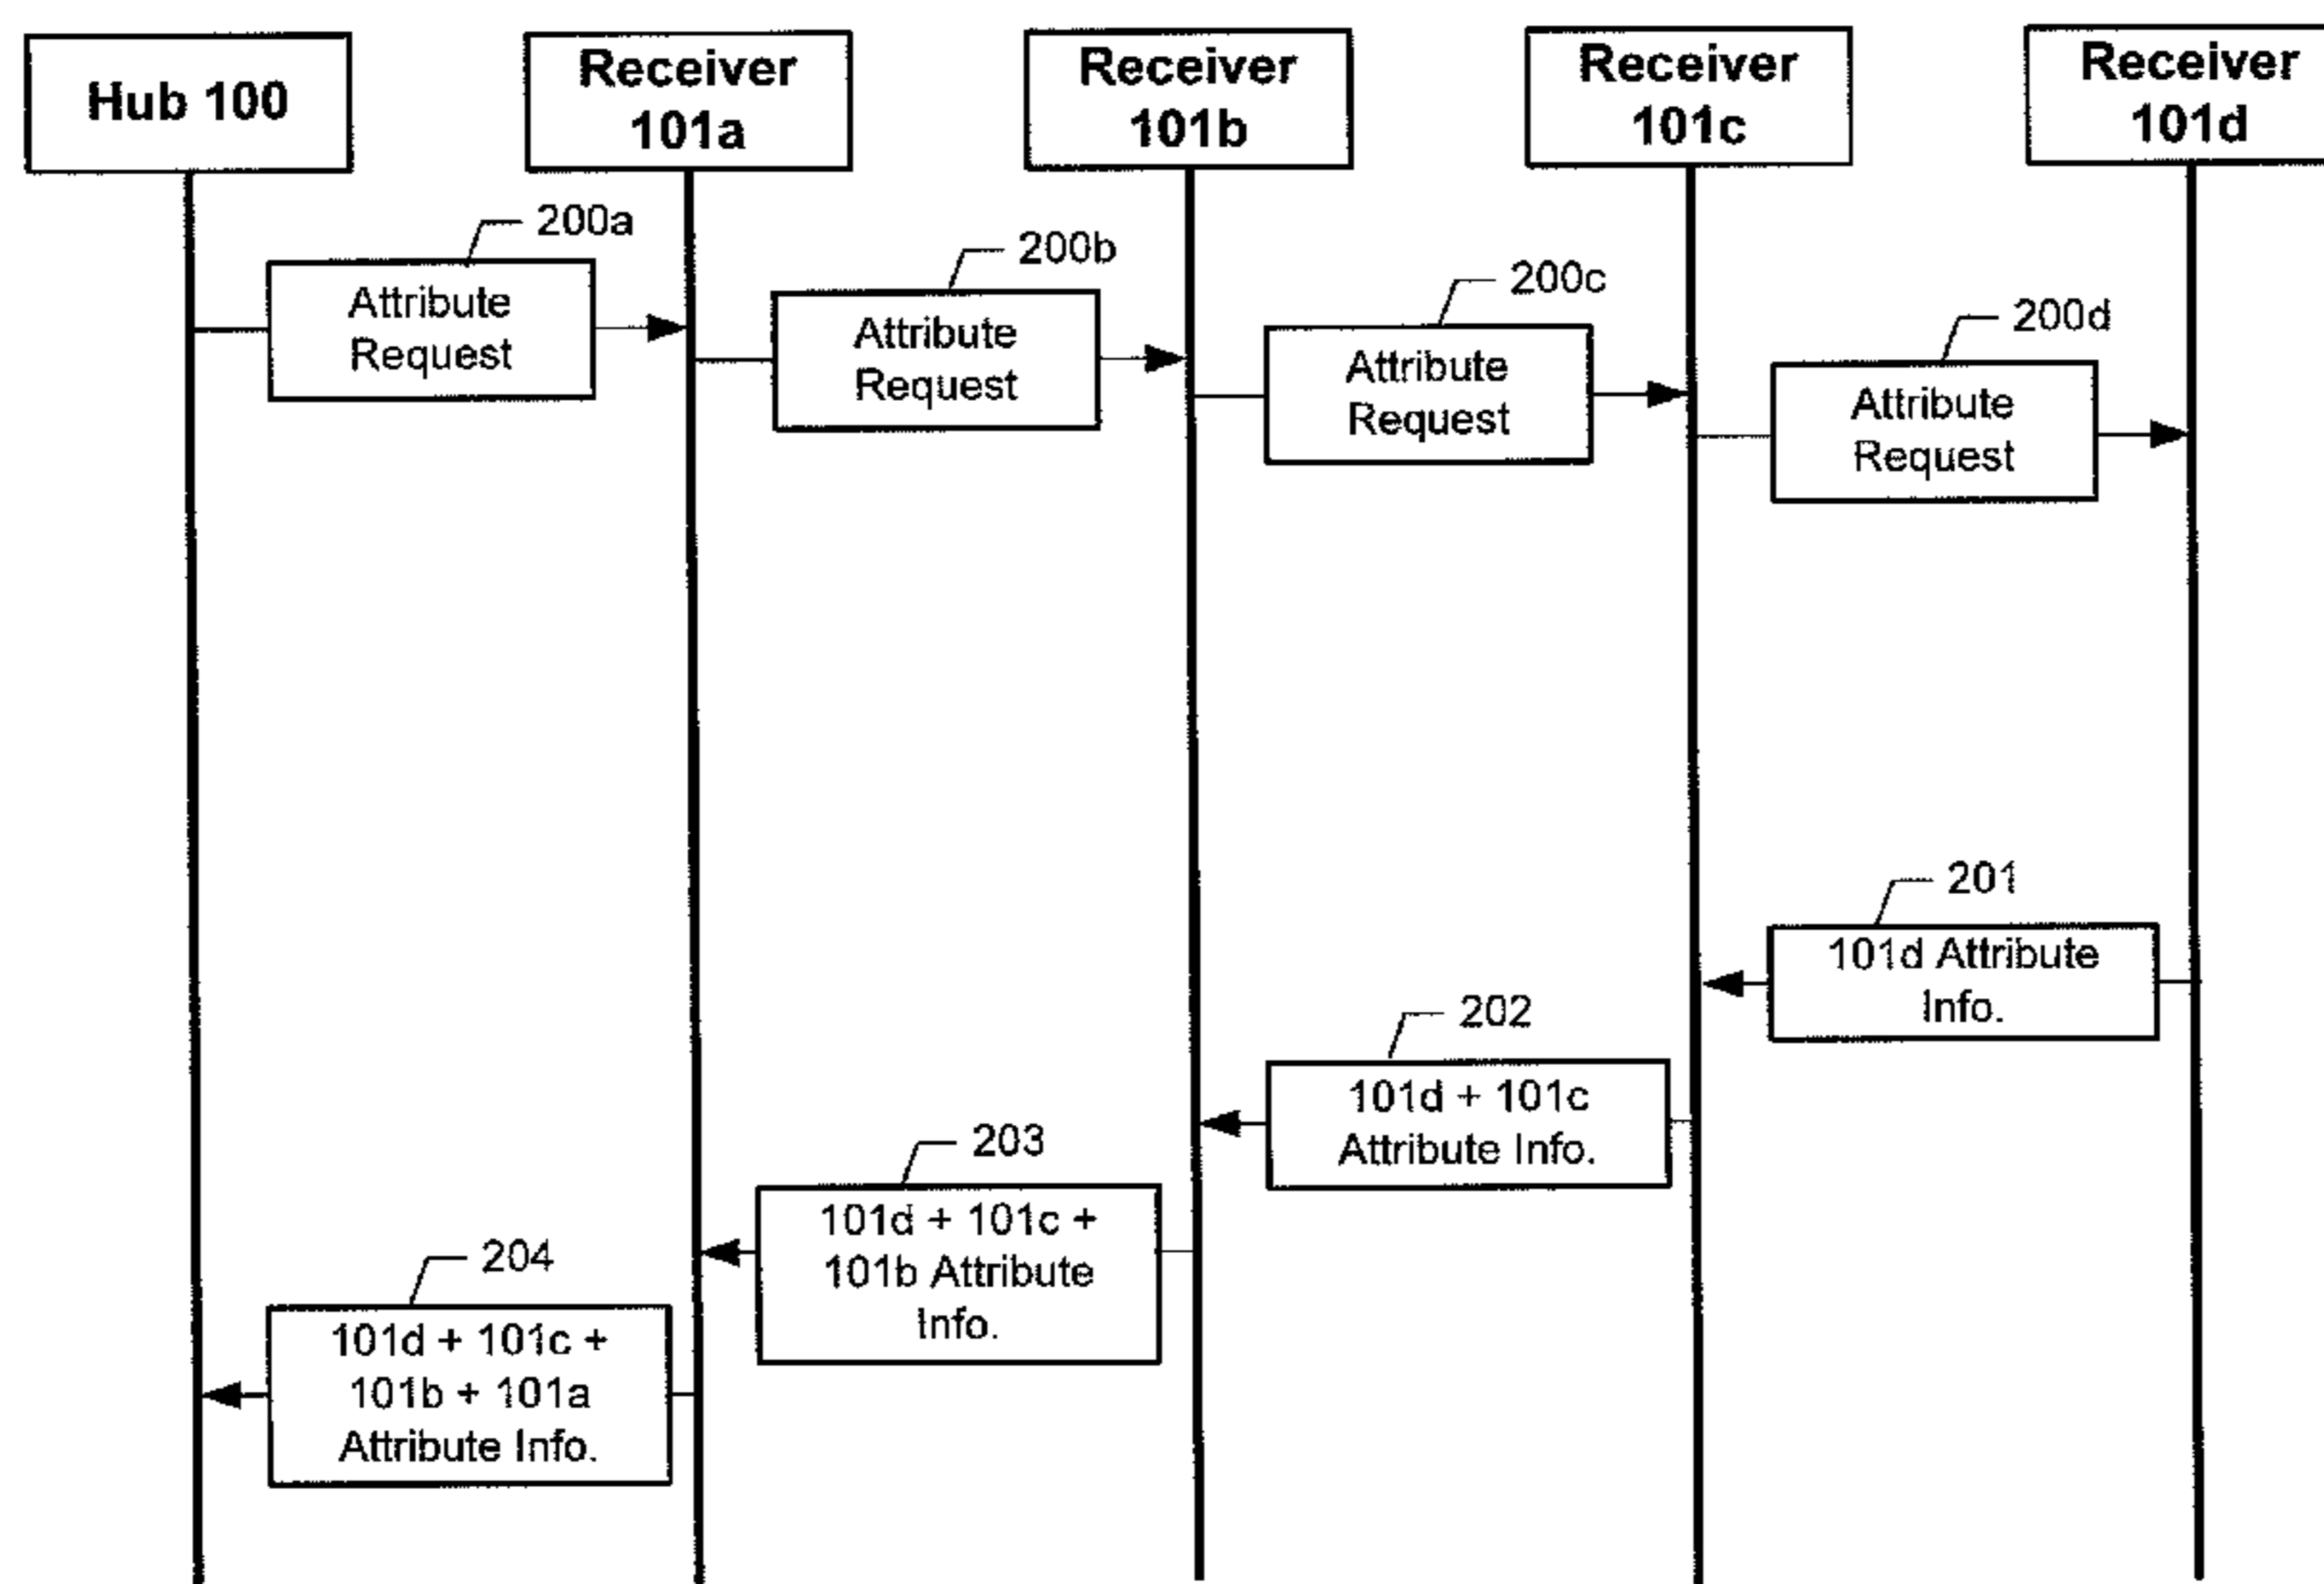 Hub 100
Receiver
101a
Receiver
101b
Receiver
101c
Receiver
101d
200a
Attribute
Request
200b
Attribute
Request
200c
Attribute
Request
200d
Attribute
Request
201
101d Attribute
Info.
202
101d + 101c
Attribute Info.
203
101d + 101c +
101b Attribute
Info.
204
101d + 101c +
101b + 101a
Attribute Info.